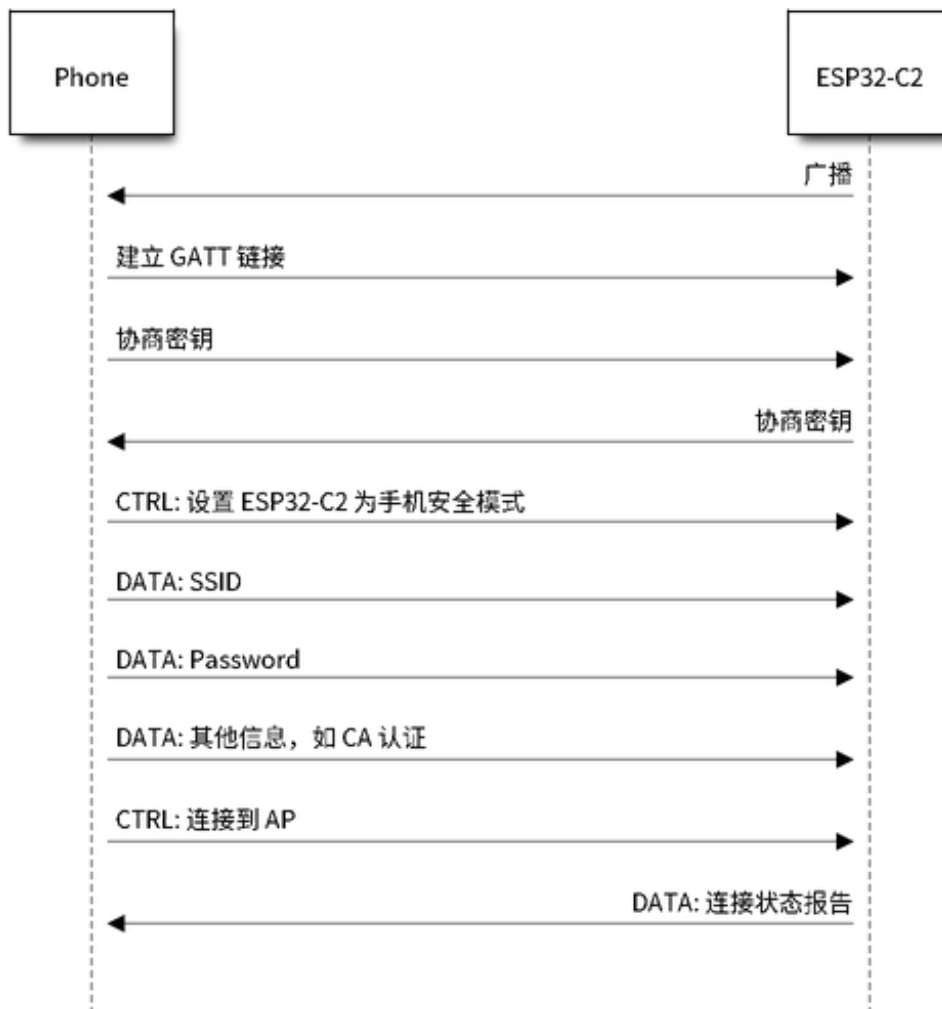 Phone
ESP32-C2
广播
建立 GATT 链接
协商密钥
协商密钥
CTRL: 设置 ESP32-C2 为手机安全模式
DATA: SSID
DATA: Password
DATA: 其他信息，如 CA 认证
CTRL: 连接到 AP
DATA: 连接状态报告